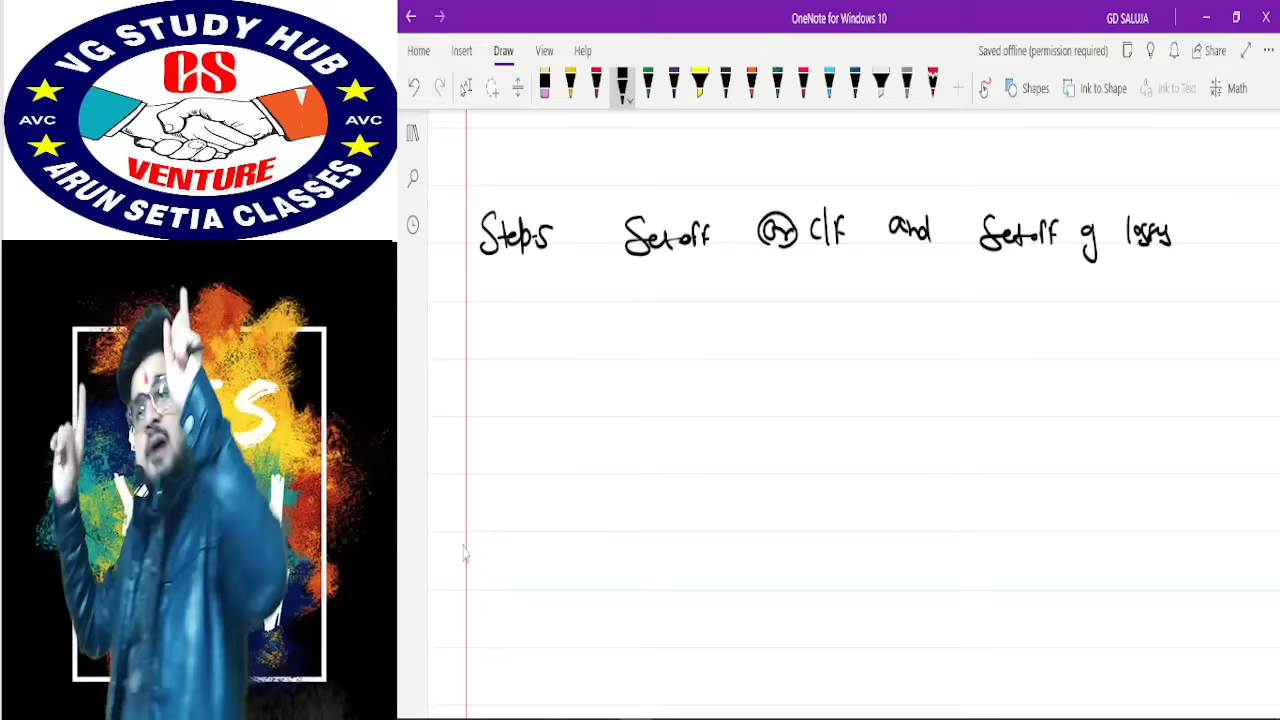 VG STUDY HUB
CS
AVC
AVC
VENTURE
ARUN SETIA CLASSES
OneNote for Windows 10
GD SALUJA
Home Insert Draw View Help
Saved offline (permission required)
Share
Shapes
Ink to Shape
Ink to Text
Math
Steps Setoff or C/F and Setoff of losses